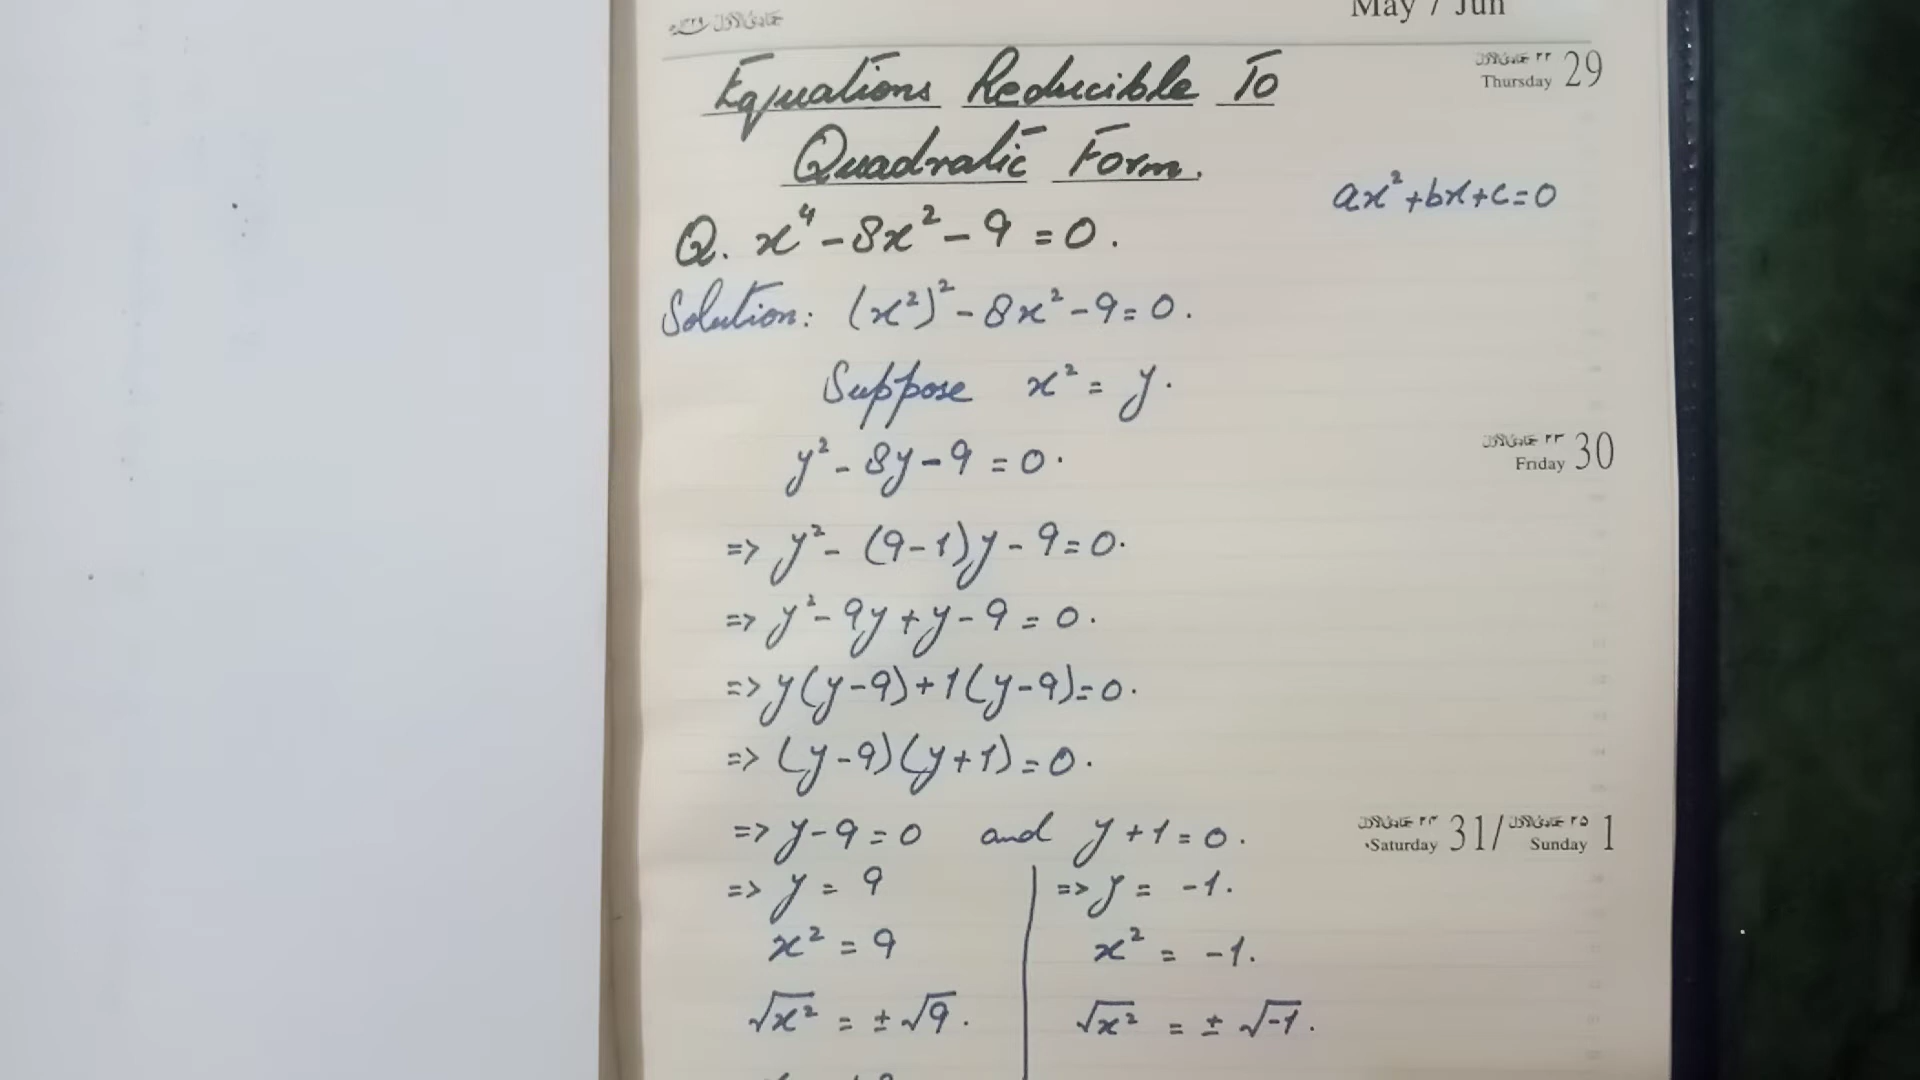 May / Jun
Equations Reducible To
Thursday 29
Quadratic Form.
ax²+bx+c=0
Q. x⁴-8x²-9=0.
Solution: (x²)²-8x²-9=0.
Suppose x²=y.
y²-8y-9=0.
Friday 30
=> y²-(9-1)y-9=0.
=> y²-9y+y-9=0.
=> y(y-9)+1(y-9)=0.
=> (y-9)(y+1)=0.
=> y-9=0 and y+1=0.
Saturday 31/ Sunday 1
=> y=9 => y=-1.
x²=9 x²=-1.
√x²=±√9. √x²=±√-1.